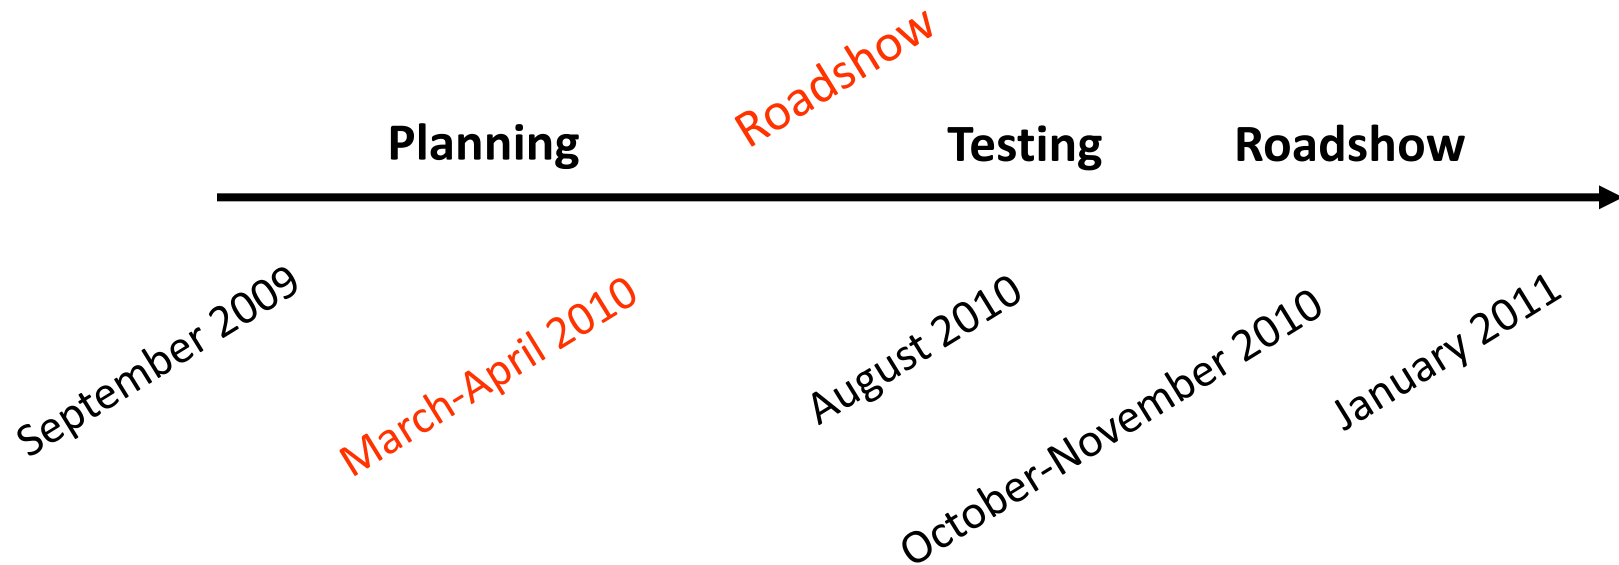 Roadshow
Planning
Testing
Roadshow
September 2009
March-April 2010
August 2010
October-November 2010
January 2011